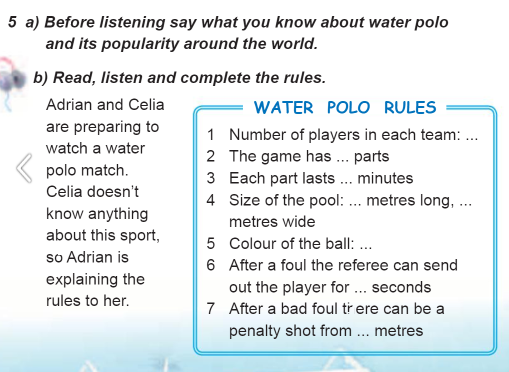 5 a) Before listening say what you know about water polo
and its popularity around the world.
b) Read, listen and complete the rules.
Adrian and Celia
are preparing to
watch a water
polo match.
Celia doesn't
know anything
about this sport,
so Adrian is
explaining the
rules to her.
WATER POLO RULES
1 Number of players in each team: ...
2 The game has ... parts
3 Each part lasts ... minutes
4 Size of the pool: ... metres long, ...
metres wide
5 Colour of the ball: ...
6 After a foul the referee can send
out the player for ... seconds
7 After a bad foul there can be a
penalty shot from ... metres